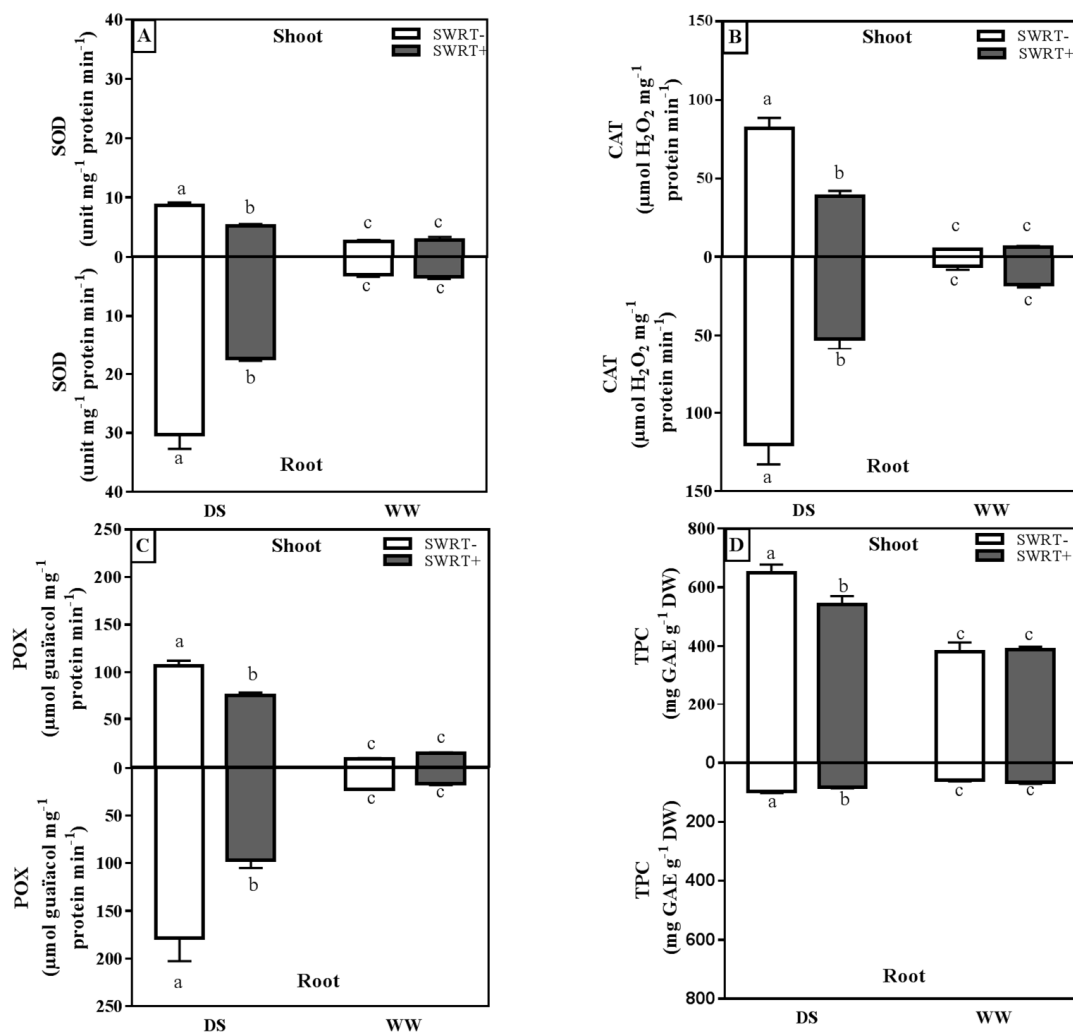 A
Shoot
SWRT-
SWRT+
SOD
(unit mg⁻¹ protein min⁻¹)
SOD
(unit mg⁻¹ protein min⁻¹)
40
30
20
10
0
10
20
30
40
a
b
c
c
a
b
c
c
Root
DS
WW
B
Shoot
SWRT-
SWRT+
CAT
(µmol H₂O₂ mg⁻¹
protein min⁻¹)
CAT
(µmol H₂O₂ mg⁻¹
protein min⁻¹)
150
100
50
0
50
100
150
a
b
c
c
a
b
c
c
Root
DS
WW
C
Shoot
SWRT-
SWRT+
POX
(µmol guaïacol mg⁻¹
protein min⁻¹)
POX
(µmol guaïacol mg⁻¹
protein min⁻¹)
250
200
150
100
50
0
50
100
150
200
250
a
b
c
c
a
b
c
c
Root
DS
WW
D
Shoot
SWRT-
SWRT+
TPC
(mg GAE g⁻¹ DW)
TPC
(mg GAE g⁻¹ DW)
800
600
400
200
0
200
400
600
800
a
b
c
c
a
b
c
c
Root
DS
WW